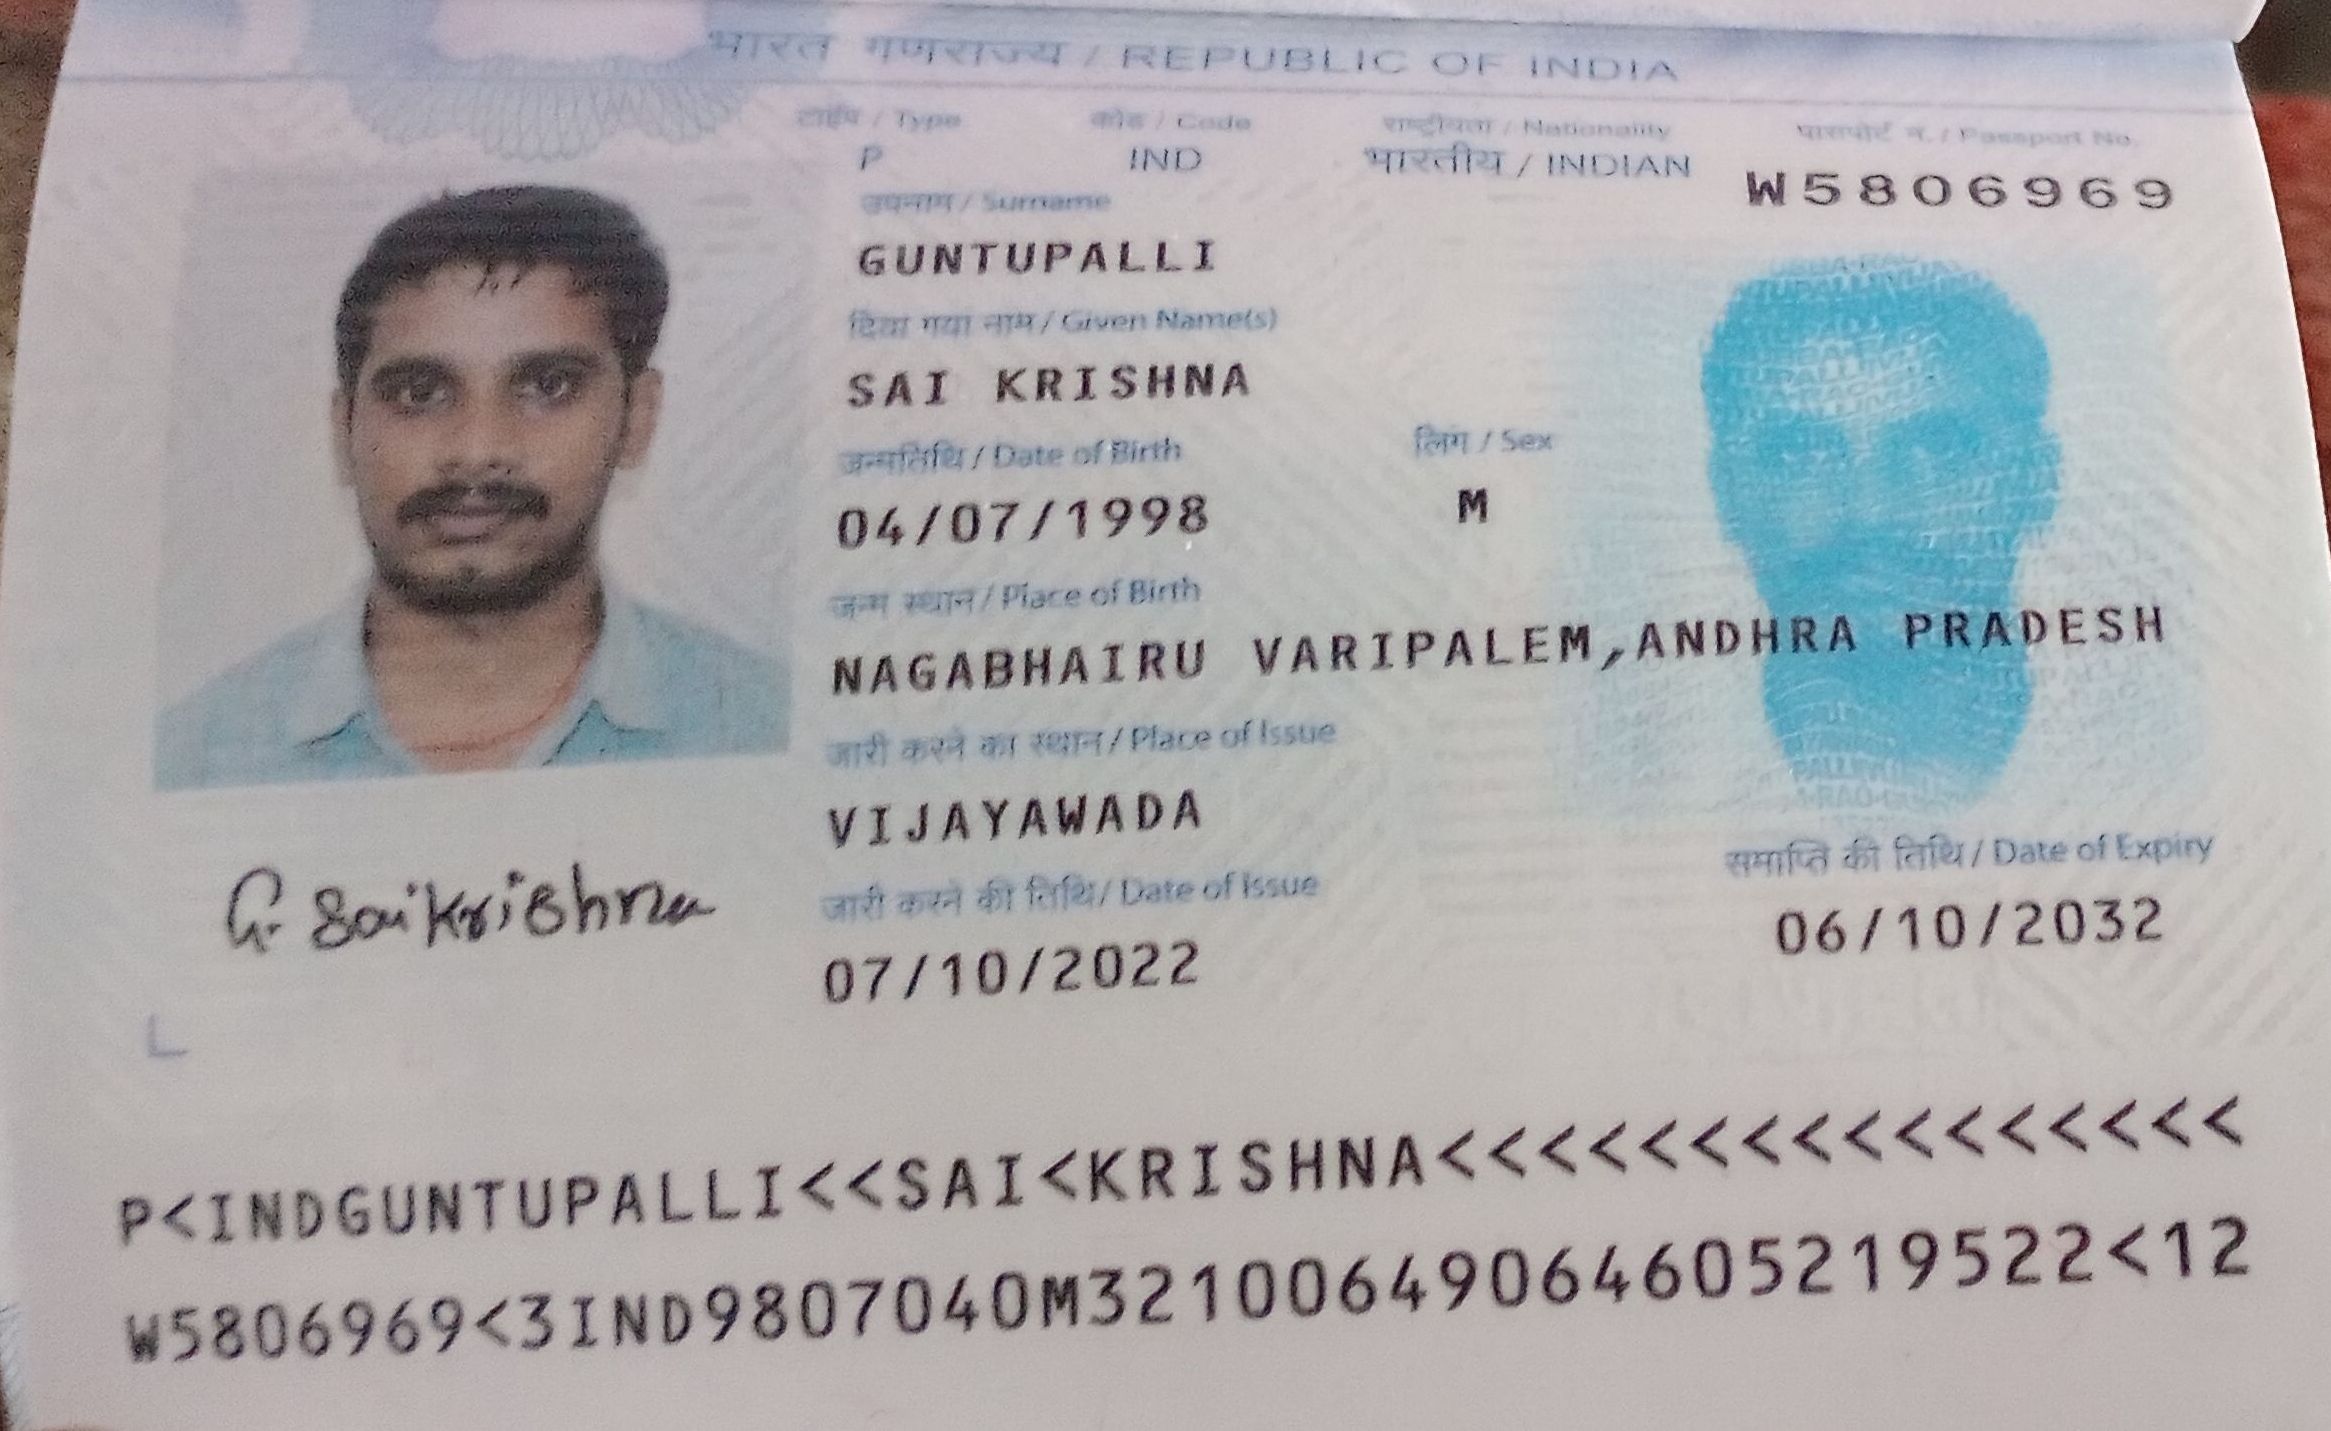 भारत गणराज्य / REPUBLIC OF INDIA
टाईप / Type कोड / Code राष्ट्रीयता / Nationality पासपोर्ट न. / Passport No.
P IND भारतीय / INDIAN W5806969
उपनाम / Surname
GUNTUPALLI
दिया गया नाम / Given Name(s)
SAI KRISHNA
जन्मतिथि / Date of Birth लिंग / Sex
04/07/1998 M
जन्म स्थान / Place of Birth
NAGABHAIRU VARIPALEM,ANDHRA PRADESH
जारी करने का स्थान / Place of Issue
VIJAYAWADA
जारी करने की तिथि / Date of Issue समाप्ति की तिथि / Date of Expiry
07/10/2022 06/10/2032
G. Saikrishna
L
P<INDGUNTUPALLI<<SAI<KRISHNA<<<<<<<<<<<<<<<<
W5806969<3IND9807040M321006490646052195​22<12